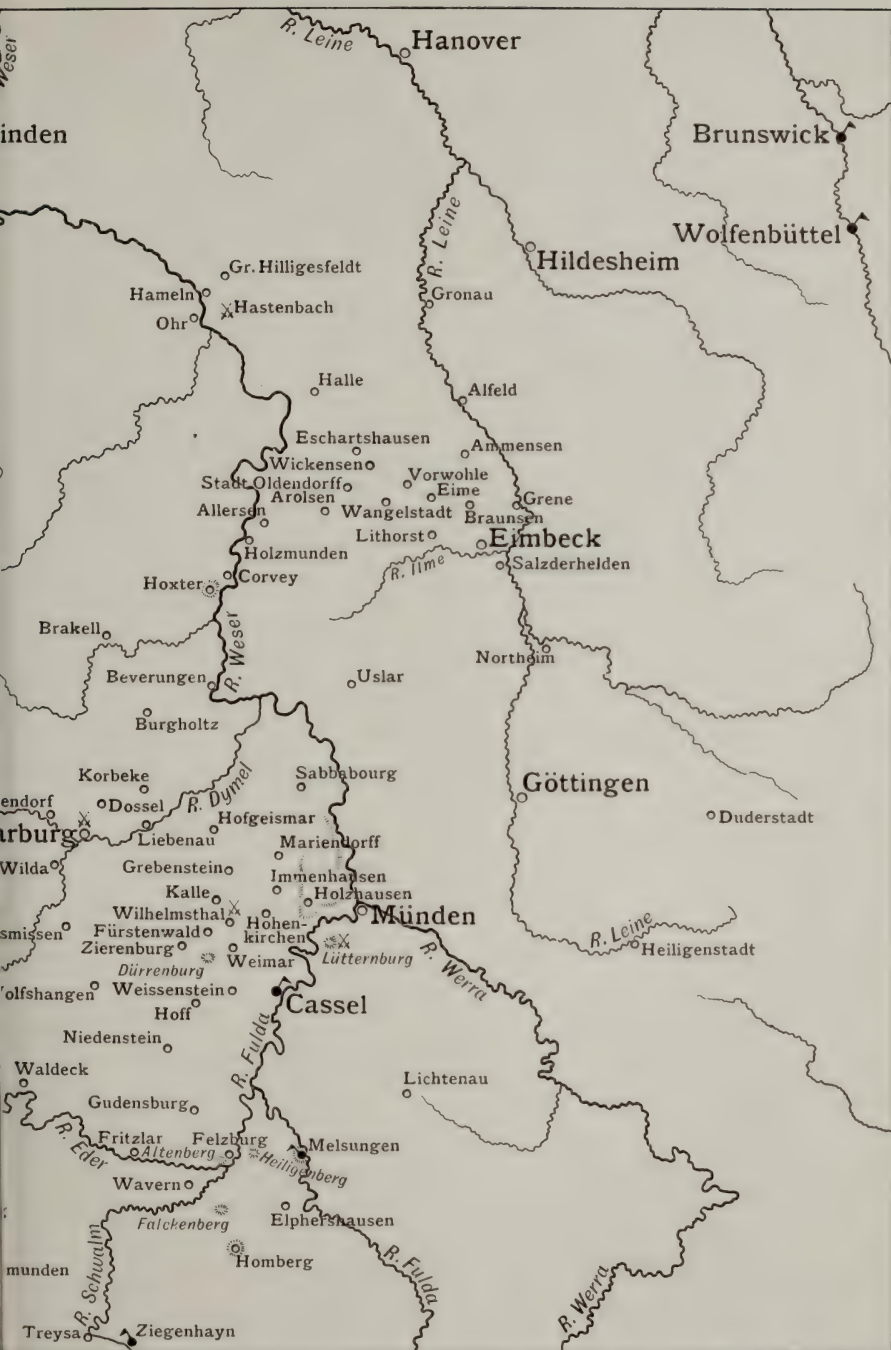 Weser
R. Leine
Hanover
inden
Brunswick
R. Leine
Wolfenbüttel
Hildesheim
Gr. Hilligesfeldt
Hameln
Gronau
Hastenbach
Ohr
Halle
Alfeld
Eschartshausen
Ammensen
Wickensen
Vorwohle
Stadt Oldendorff
Eime
Arolsen
Grene
Allersen
Wangelstadt
Braunsen
Lithorst
Eimbeck
Holzmunden
R. Ilme
Salzderhelden
Corvey
Hoxter
Brakell
R. Weser
Northeim
Beverungen
Uslar
Burgholtz
Korbeke
R. Dymel
Sabbabourg
Göttingen
endorf
Dossel
Hofgeismar
Duderstadt
arburg
Liebenau
Mariendorff
Wilda
Grebenstein
Immenhausen
Kalle
Holzhausen
Wilhelmsthal
Münden
Hohen-
kirchen
smissen
Fürstenwald
R. Leine
Zierenburg
Heiligenstadt
Weimar
Lütternburg
R. Werra
Dürrenburg
olfshangen
Weissenstein
Cassel
Hoff
Niedenstein
R. Fulda
Waldeck
Lichtenau
Gudensburg
R. Eder
Fritzlar
Felzburg
Melsungen
Altenberg
Heiligenberg
Wavern
Falckenberg
Elphershausen
R. Schwalm
R. Fulda
Homberg
munden
R. Werra
Treysa
Ziegenhayn